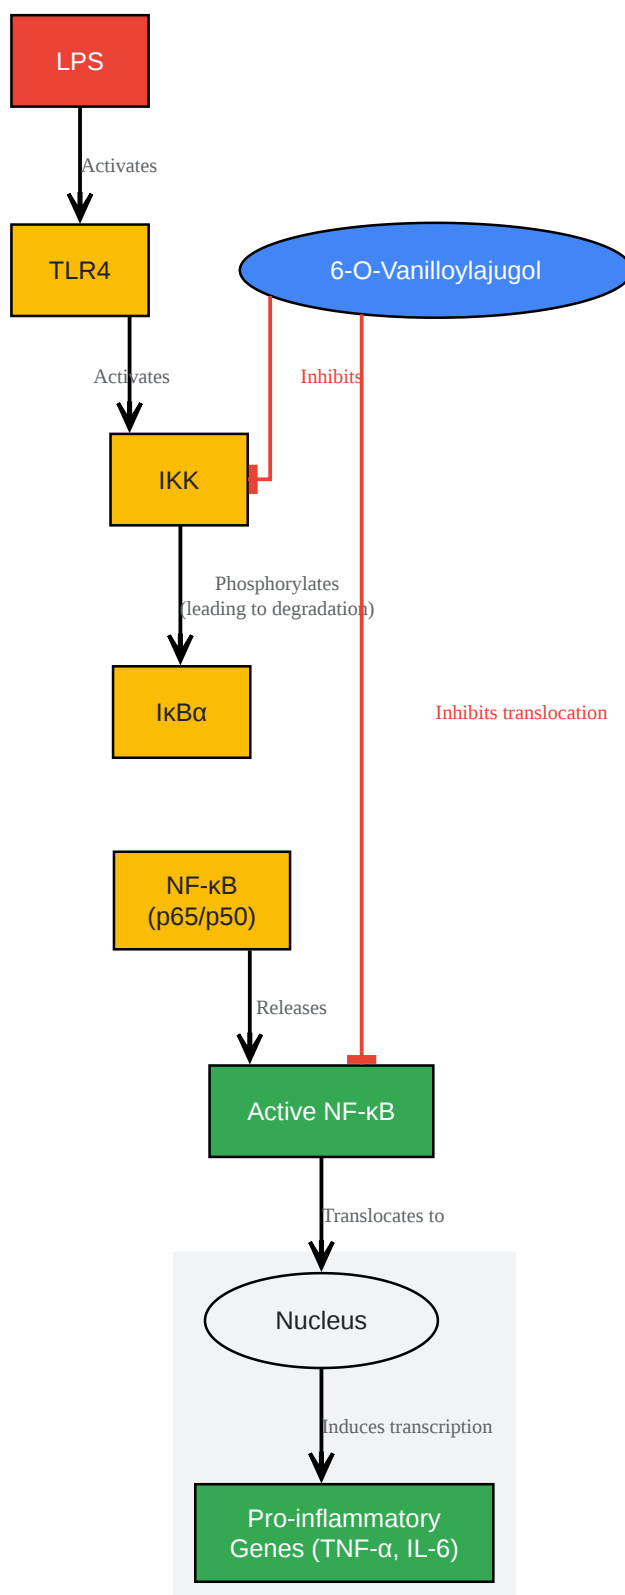 LPS
Activates
TLR4
6-O-Vanilloylajugol
Activates
Inhibits
IKK
Phosphorylates
(leading to degradation)
IκBα
Inhibits translocation
NF-κB
(p65/p50)
Releases
Active NF-κB
Translocates to
Nucleus
Induces transcription
Pro-inflammatory
Genes (TNF-α, IL-6)